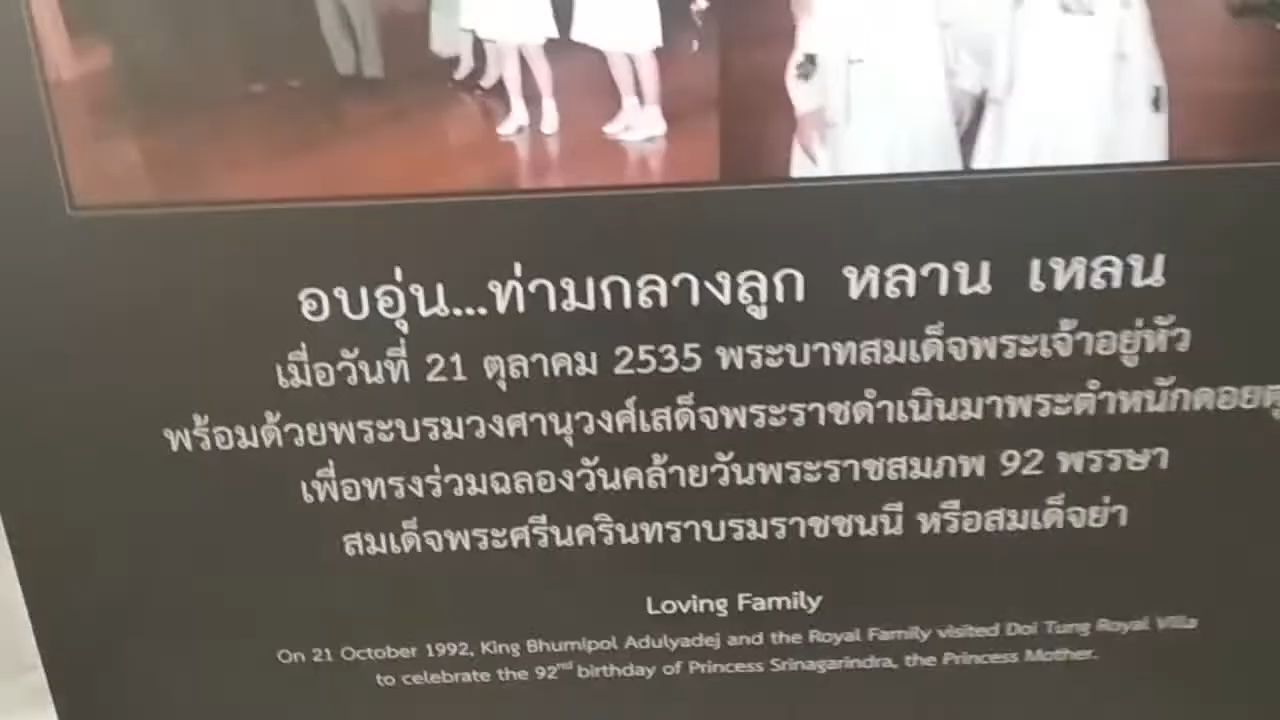 อบอุ่น...ท่ามกลางลูก หลาน เหลน
เมื่อวันที่ 21 ตุลาคม 2535 พระบาทสมเด็จพระเจ้าอยู่หัว
พร้อมด้วยพระบรมวงศานุวงศ์เสด็จพระราชดำเนินมาพระตำหนักดอย
เพื่อทรงร่วมฉลองวันคล้ายวันพระราชสมภพ 92 พรรษา
สมเด็จพระศรีนครินทราบรมราชชนนี หรือสมเด็จย่า
Loving Family
On 21 October 1992, King Bhumipol Adulyadej and the Royal Family visited Doi Tung Royal Villa
to celebrate the 92nd birthday of Princess Srinagarindra, the Princess Mother.